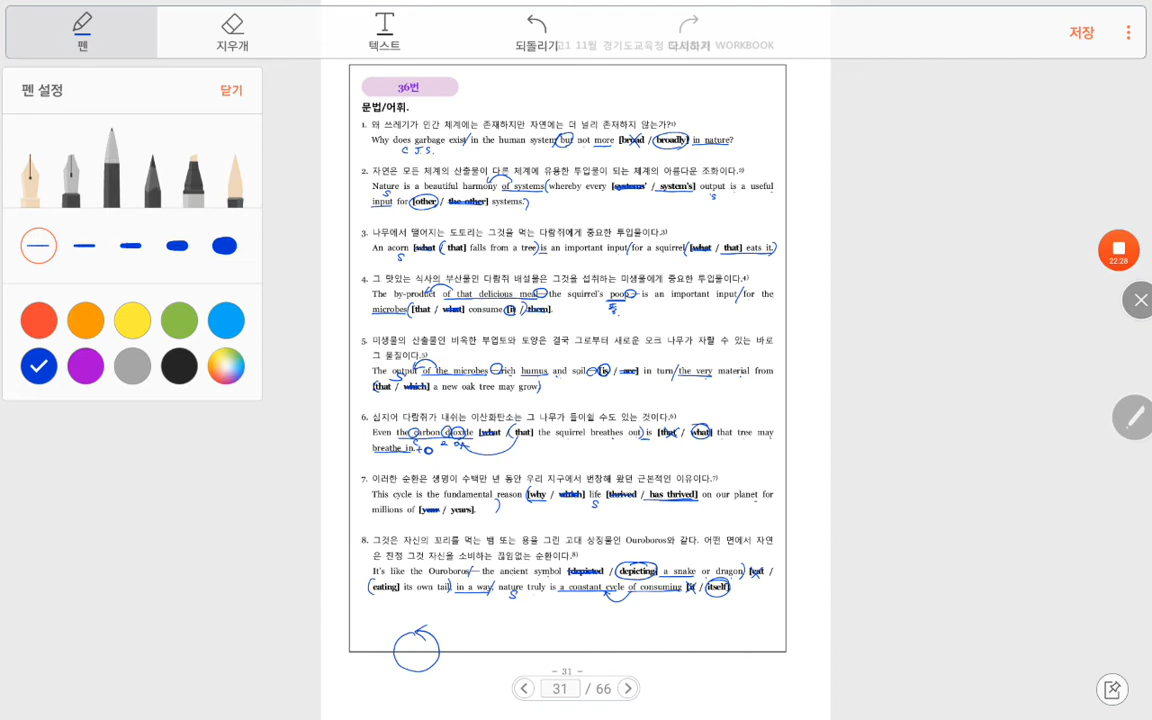 펜
지우개
텍스트
되돌리기
다시하기
고1 11월 경기도교육청
WORKBOOK
저장
펜 설정
닫기
36번
문법/어휘.
1. 왜 쓰레기가 인간 체계에는 존재하지만 자연에는 더 널리 존재하지 않는가?1)
Why does garbage exist in the human system but not more [broad / broadly] in nature?
2. 자연은 모든 체계의 산출물이 다른 체계에 유용한 투입물이 되는 체계의 아름다운 조화이다.2)
Nature is a beautiful harmony of systems whereby every [systems' / system's] output is a useful
input for [other / the other] systems.
3. 나무에서 떨어지는 도토리는 그것을 먹는 다람쥐에게 중요한 투입물이다.3)
An acorn [what / that] falls from a tree is an important input for a squirrel [what / that] eats it.
4. 그 맛있는 식사의 부산물인 다람쥐 배설물은 그것을 섭취하는 미생물에게 중요한 투입물이다.4)
The by-product of that delicious meal—the squirrel's poop—is an important input for the
microbes [that / what] consume [it / them].
5. 미생물의 산출물인 비옥한 부엽토와 토양은 결국 그로부터 새로운 오크 나무가 자랄 수 있는 바로
그 물질이다.5)
The output of the microbes—rich humus and soil—[is / are] in turn the very material from
[that / which] a new oak tree may grow.
6. 심지어 다람쥐가 내쉬는 이산화탄소는 그 나무가 들이쉴 수도 있는 것이다.6)
Even the carbon dioxide [what / that] the squirrel breathes out is [that / what] that tree may
breathe in.
7. 이러한 순환은 생명이 수백만 년 동안 우리 지구에서 번창해 왔던 근본적인 이유이다.7)
This cycle is the fundamental reason [why / which] life [thrived / has thrived] on our planet for
millions of [year / years].
8. 그것은 자신의 꼬리를 먹는 뱀 또는 용을 그린 고대 상징물인 Ouroboros와 같다. 어떤 면에서 자연
은 진정 그것 자신을 소비하는 끊임없는 순환이다.8)
It's like the Ouroboros—the ancient symbol [depicted / depicting] a snake or dragon [eat /
eating] its own tail in a way, nature truly is a constant cycle of consuming [it / itself]
- 31 -
31 / 66
22:28